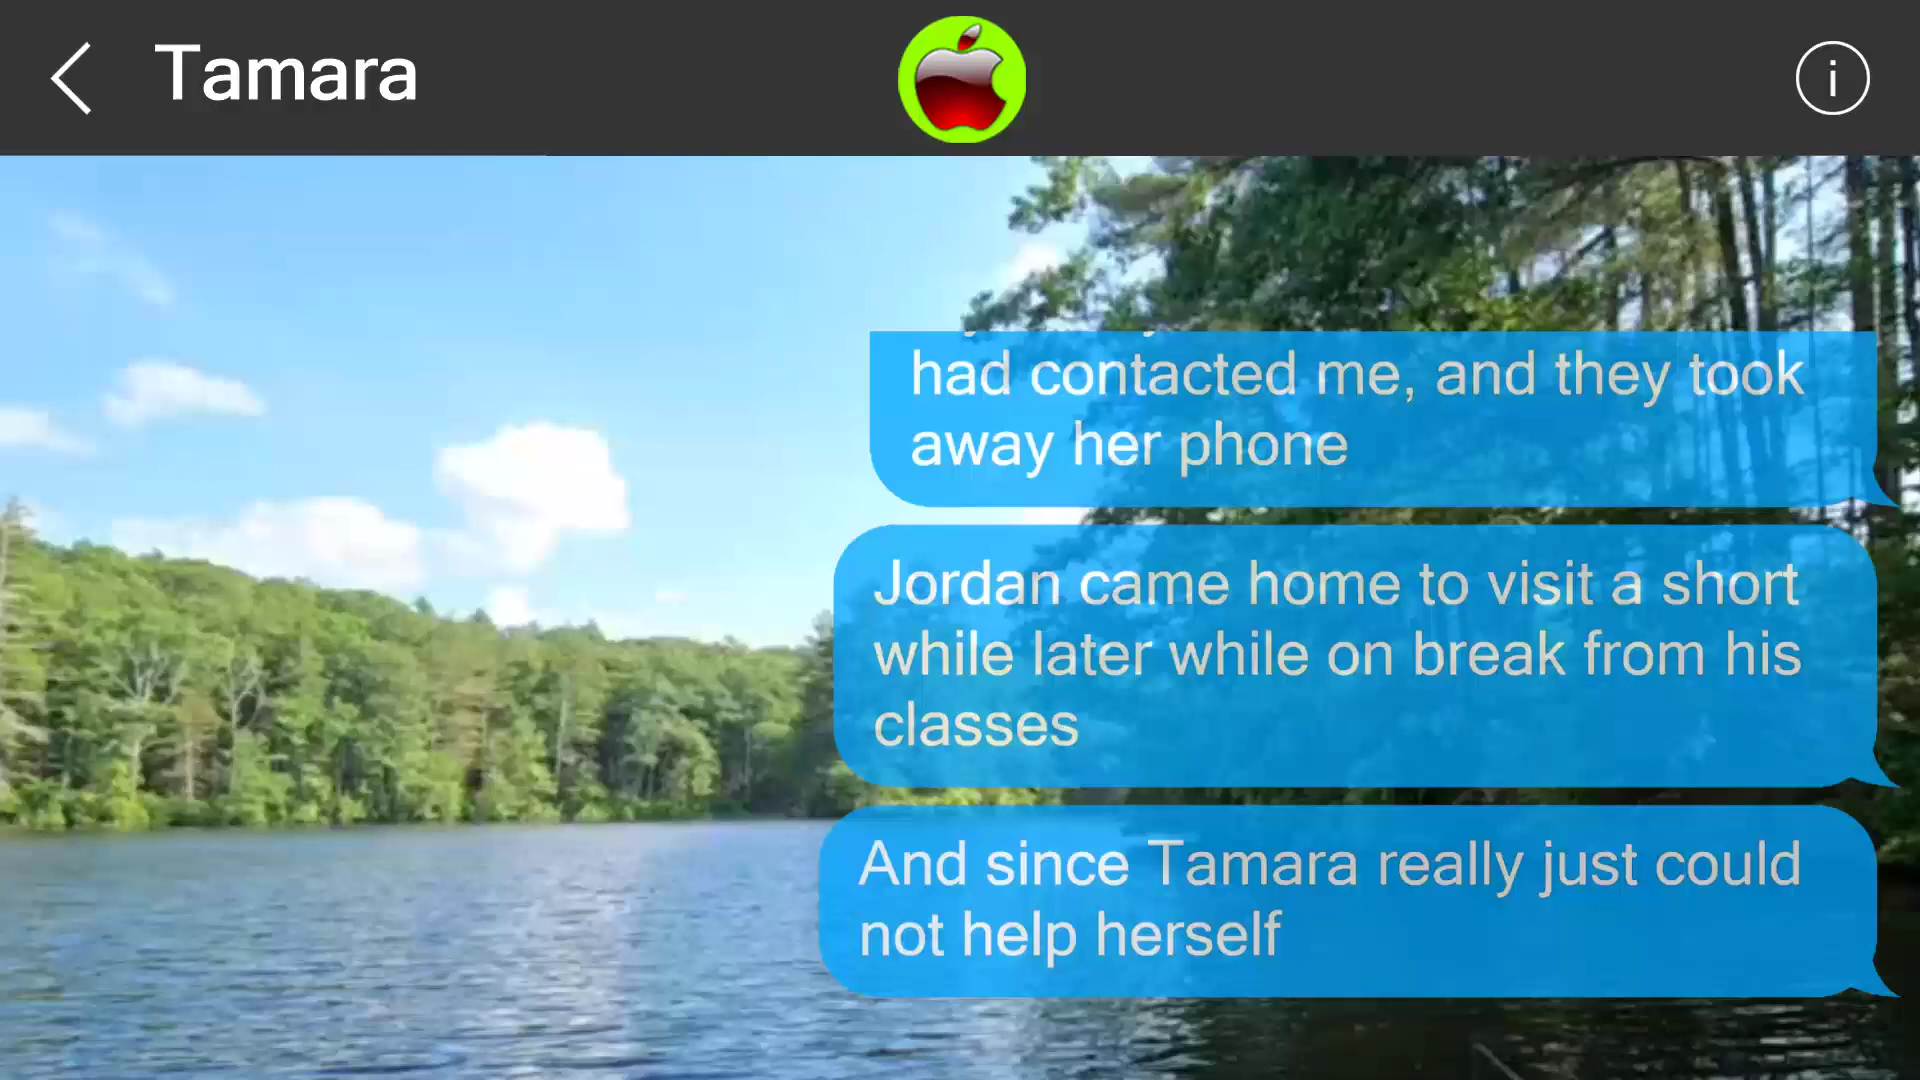 Tamara
i
had contacted me, and they took
away her phone
Jordan came home to visit a short
while later while on break from his
classes
And since Tamara really just could
not help herself